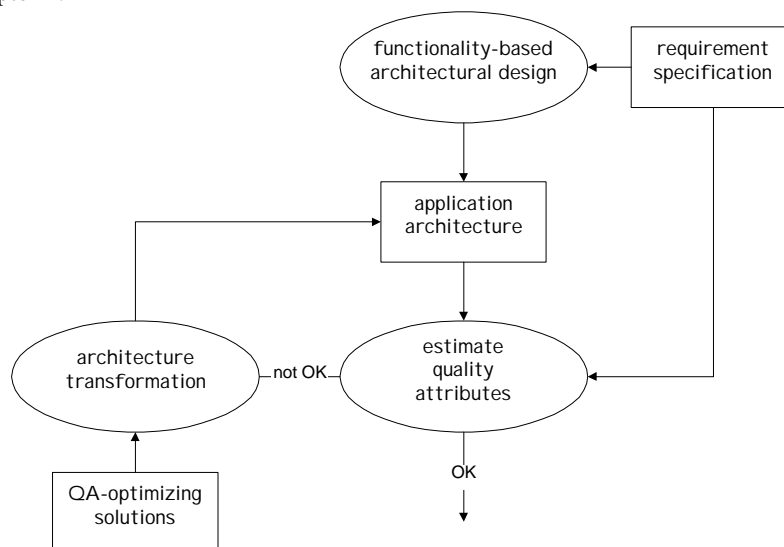 functionality-based
architectural design
requirement
specification
application
architecture
architecture
transformation
not OK
estimate
quality
attributes
OK
QA-optimizing
solutions